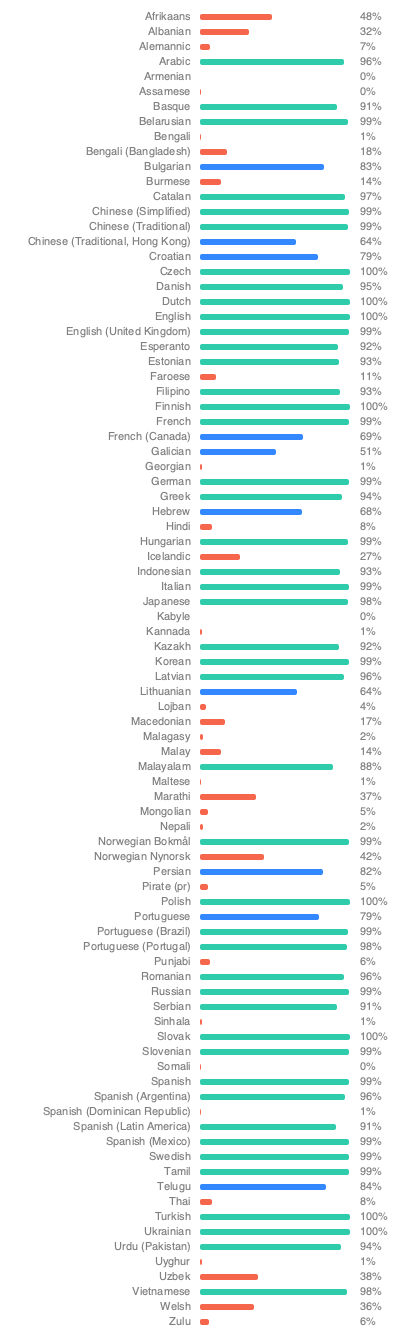 Afrikaans 48%
Albanian 32%
Alemannic 7%
Arabic 96%
Armenian 0%
Assamese 0%
Basque 91%
Belarusian 99%
Bengali 1%
Bengali (Bangladesh) 18%
Bulgarian 83%
Burmese 14%
Catalan 97%
Chinese (Simplified) 99%
Chinese (Traditional) 99%
Chinese (Traditional, Hong Kong) 64%
Croatian 79%
Czech 100%
Danish 95%
Dutch 100%
English 100%
English (United Kingdom) 99%
Esperanto 92%
Estonian 93%
Faroese 11%
Filipino 93%
Finnish 100%
French 99%
French (Canada) 69%
Galician 51%
Georgian 1%
German 99%
Greek 94%
Hebrew 68%
Hindi 8%
Hungarian 99%
Icelandic 27%
Indonesian 93%
Italian 99%
Japanese 98%
Kabyle 0%
Kannada 1%
Kazakh 92%
Korean 99%
Latvian 96%
Lithuanian 64%
Lojban 4%
Macedonian 17%
Malagasy 2%
Malay 14%
Malayalam 88%
Maltese 1%
Marathi 37%
Mongolian 5%
Nepali 2%
Norwegian Bokmål 99%
Norwegian Nynorsk 42%
Persian 82%
Pirate (pr) 5%
Polish 100%
Portuguese 79%
Portuguese (Brazil) 99%
Portuguese (Portugal) 98%
Punjabi 6%
Romanian 96%
Russian 99%
Serbian 91%
Sinhala 1%
Slovak 100%
Slovenian 99%
Somali 0%
Spanish 99%
Spanish (Argentina) 96%
Spanish (Dominican Republic) 1%
Spanish (Latin America) 91%
Spanish (Mexico) 99%
Swedish 99%
Tamil 99%
Telugu 84%
Thai 8%
Turkish 100%
Ukrainian 100%
Urdu (Pakistan) 94%
Uyghur 1%
Uzbek 38%
Vietnamese 98%
Welsh 36%
Zulu 6%